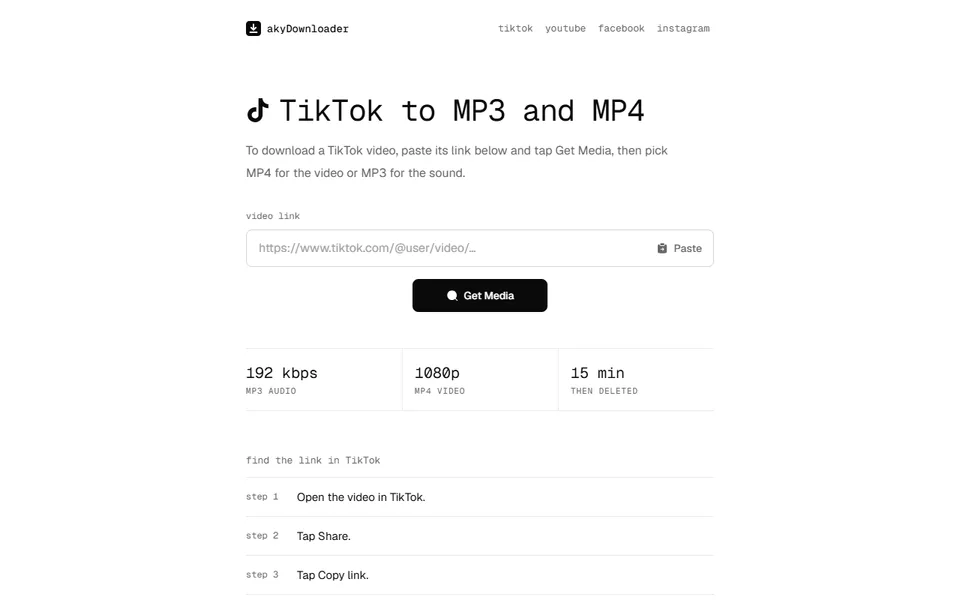 akyDownloader
tiktok youtube facebook instagram
TikTok to MP3 and MP4
To download a TikTok video, paste its link below and tap Get Media, then pick
MP4 for the video or MP3 for the sound.
video link
https://www.tiktok.com/@user/video/… Paste
Get Media
192 kbps 1080p 15 min
MP3 AUDIO MP4 VIDEO THEN DELETED
find the link in TikTok
step 1 Open the video in TikTok.
step 2 Tap Share.
step 3 Tap Copy link.